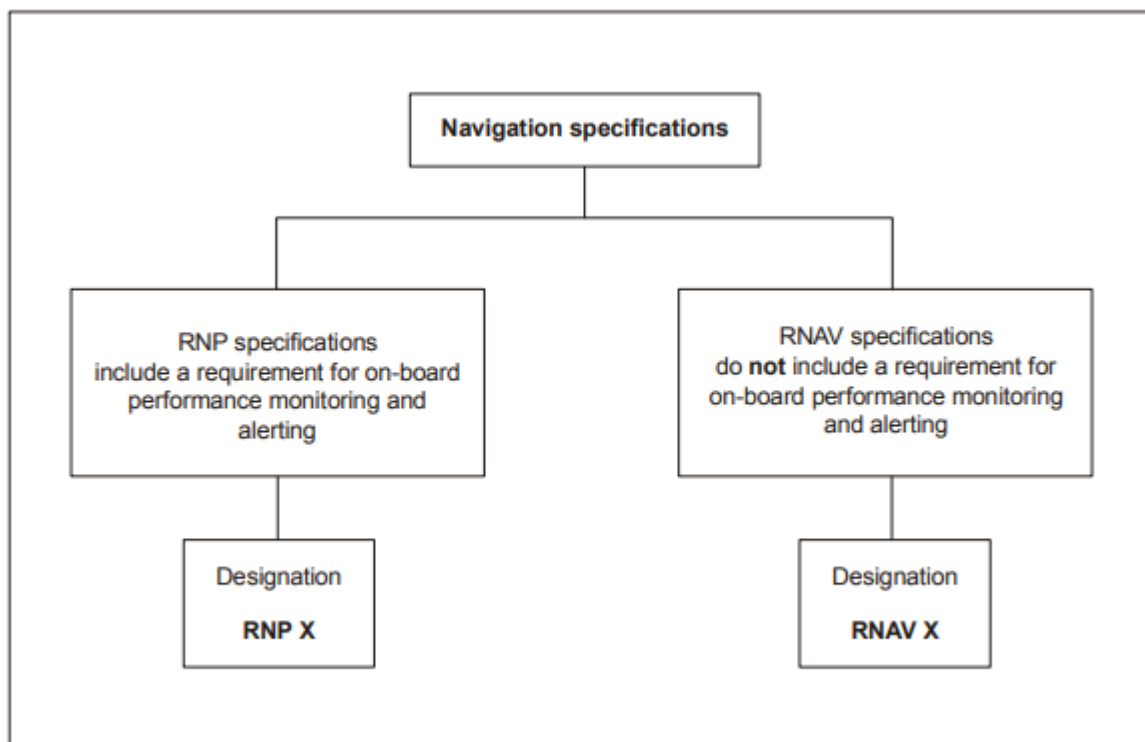 Navigation specifications
RNP specifications
include a requirement for on-board
performance monitoring and
alerting
RNAV specifications
do not include a requirement for
on-board performance monitoring
and alerting
Designation
RNP X
Designation
RNAV X